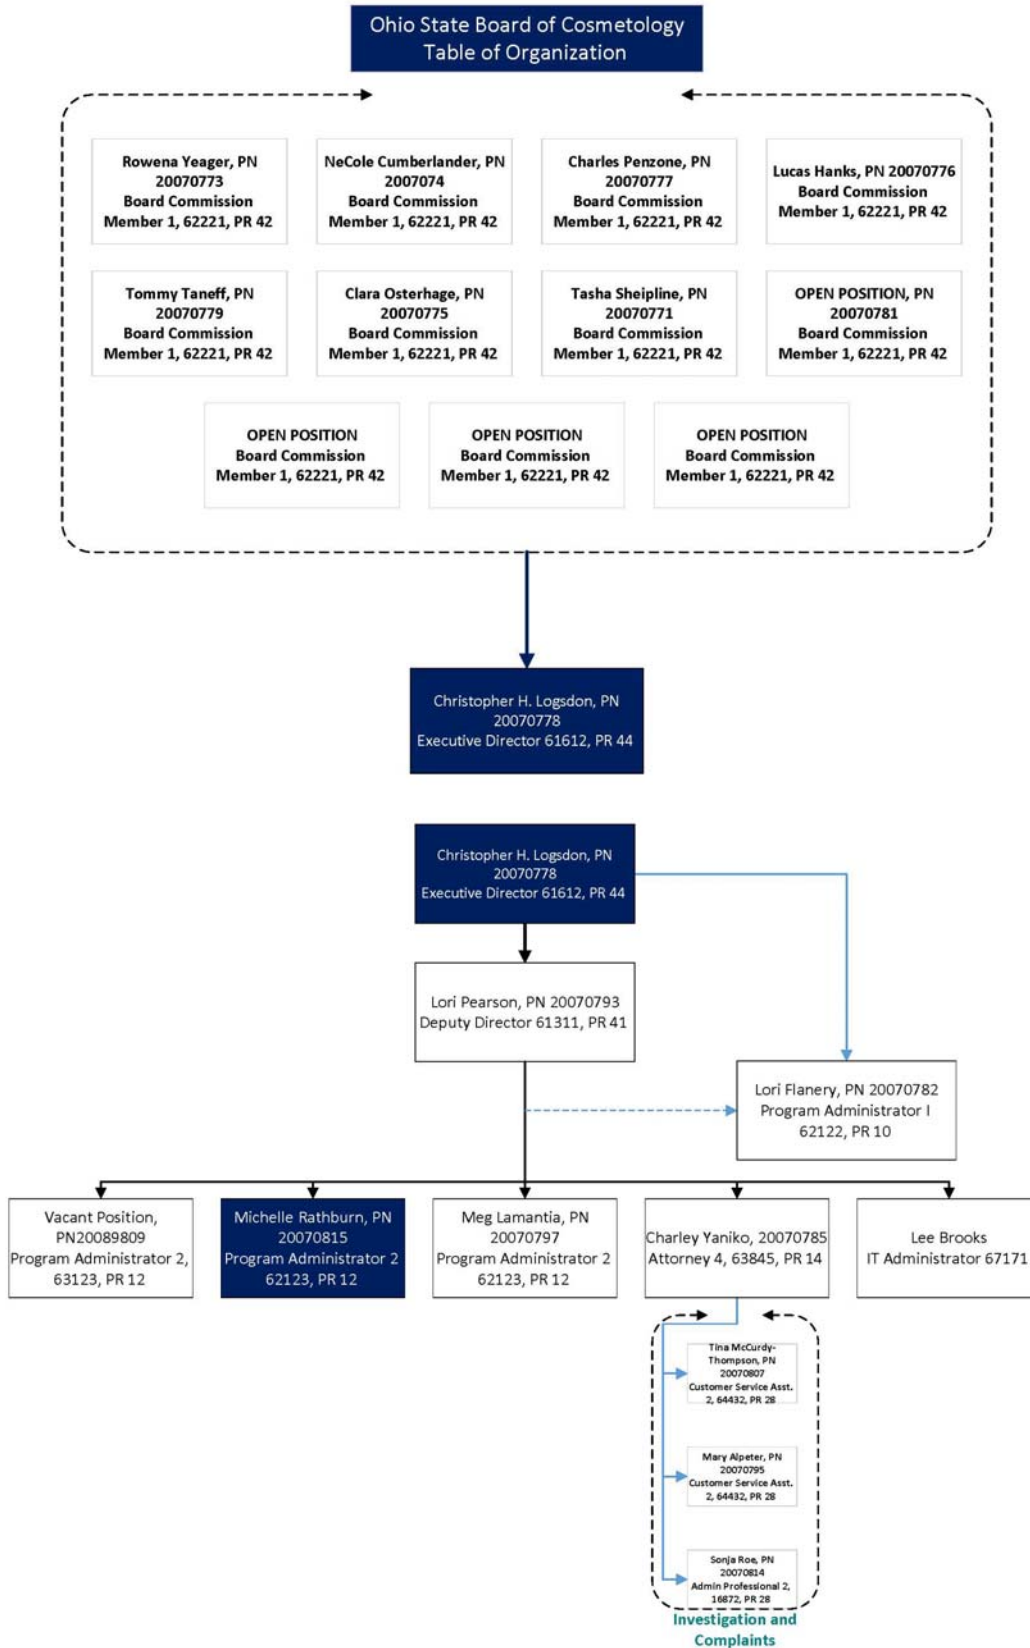 Ohio State Board of Cosmetology
Table of Organization
Rowena Yeager, PN
20070773
Board Commission
Member 1, 62221, PR 42
NeCole Cumberlander, PN
2007074
Board Commission
Member 1, 62221, PR 42
Charles Penzone, PN
20070777
Board Commission
Member 1, 62221, PR 42
Lucas Hanks, PN 20070776
Board Commission
Member 1, 62221, PR 42
Tommy Taneff, PN
20070779
Board Commission
Member 1, 62221, PR 42
Clara Osterhage, PN
20070775
Board Commission
Member 1, 62221, PR 42
Tasha Sheipline, PN
20070771
Board Commission
Member 1, 62221, PR 42
OPEN POSITION, PN
20070781
Board Commission
Member 1, 62221, PR 42
OPEN POSITION
Board Commission
Member 1, 62221, PR 42
OPEN POSITION
Board Commission
Member 1, 62221, PR 42
OPEN POSITION
Board Commission
Member 1, 62221, PR 42
Christopher H. Logsdon, PN
20070778
Executive Director 61612, PR 44
Christopher H. Logsdon, PN
20070778
Executive Director 61612, PR 44
Lori Pearson, PN 20070793
Deputy Director 61311, PR 41
Lori Flanery, PN 20070782
Program Administrator I
62122, PR 10
Vacant Position,
PN20089809
Program Administrator 2,
63123, PR 12
Michelle Rathburn, PN
20070815
Program Administrator 2
62123, PR 12
Meg Lamantia, PN
20070797
Program Administrator 2
62123, PR 12
Charley Yaniko, 20070785
Attorney 4, 63845, PR 14
Lee Brooks
IT Administrator 67171
Tina McCurdy-
Thompson, PN
20070807
Customer Service Asst.
2, 64432, PR 28
Mary Alpeter, PN
20070795
Customer Service Asst.
2, 64432, PR 28
Sonja Roe, PN
20070814
Admin Professional 2,
16872, PR 28
Investigation and
Complaints